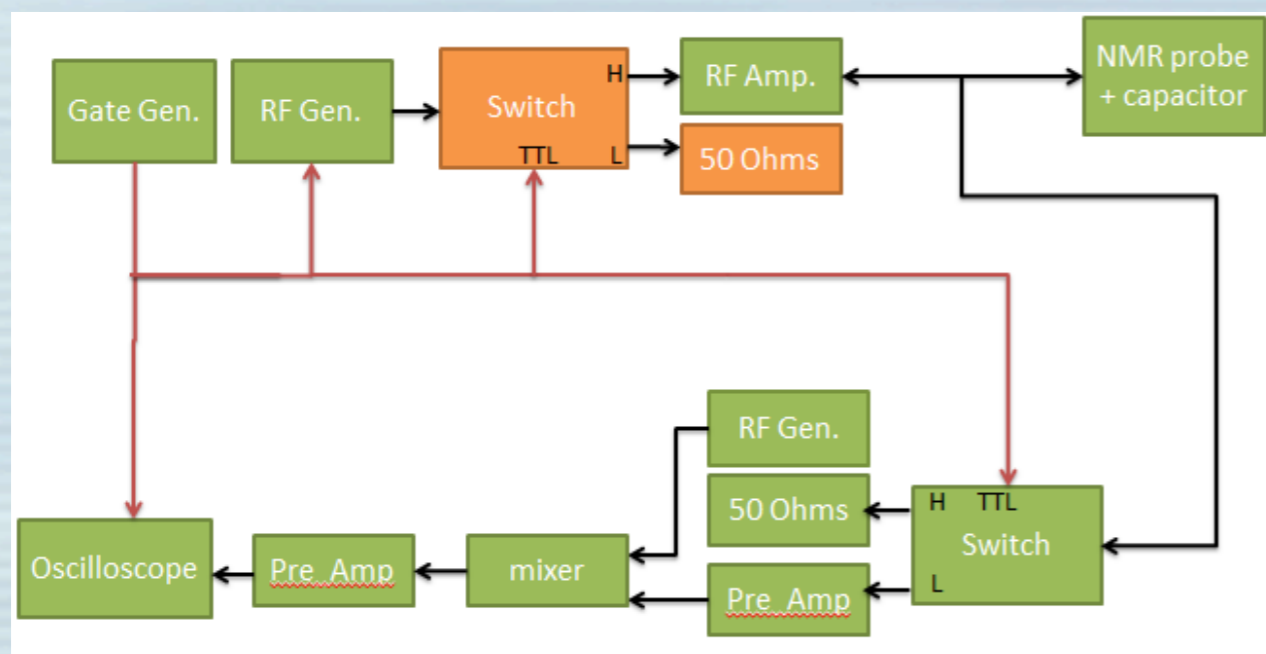 Gate Gen.
RF Gen.
Switch
H
TTL
L
RF Amp.
50 Ohms
NMR probe
+ capacitor
RF Gen.
50 Ohms
H TTL
Switch
L
Oscilloscope
Pre Amp
mixer
Pre Amp